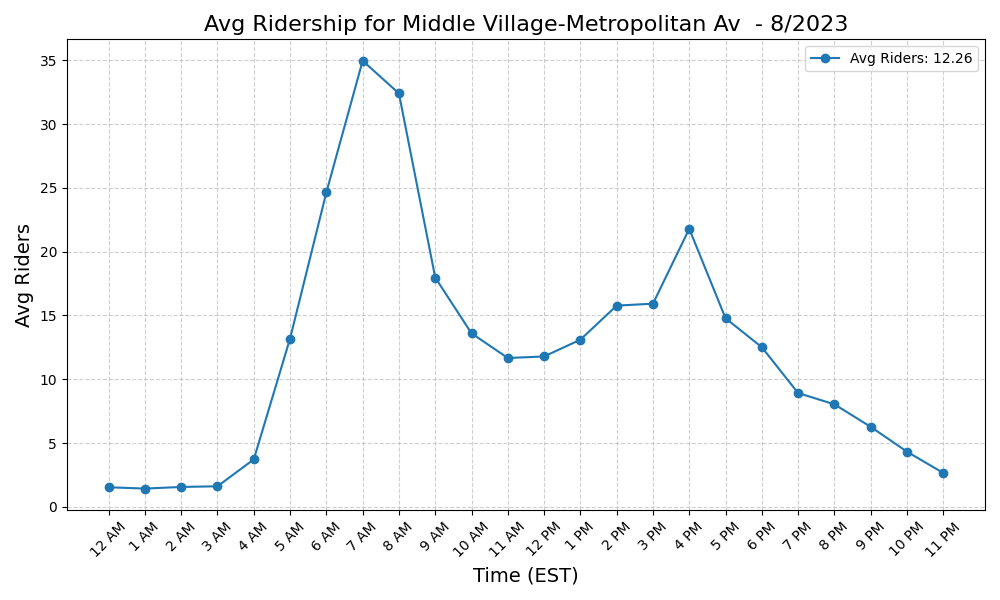 Avg Ridership for Middle Village-Metropolitan Av  - 8/2023
Avg Riders: 12.26
Avg Riders
35
30
25
20
15
10
5
0
12 AM
1 AM
2 AM
3 AM
4 AM
5 AM
6 AM
7 AM
8 AM
9 AM
10 AM
11 AM
12 PM
1 PM
2 PM
3 PM
4 PM
5 PM
6 PM
7 PM
8 PM
9 PM
10 PM
11 PM
Time (EST)